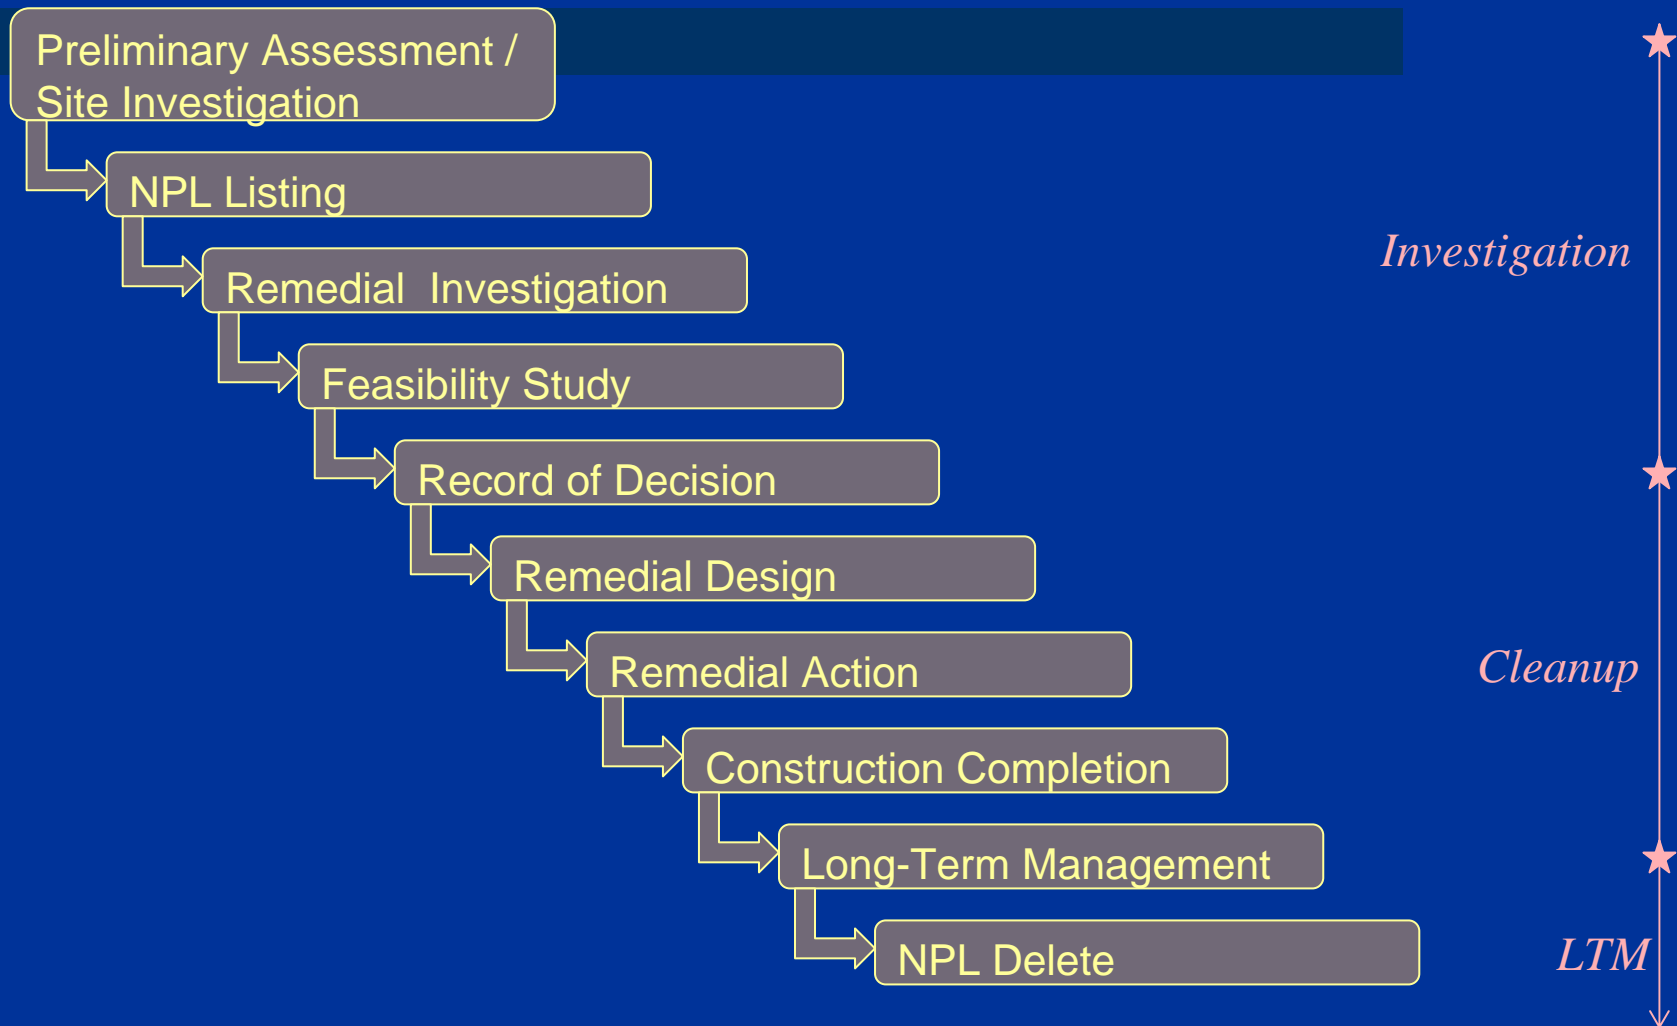 Preliminary Assessment /
Site Investigation
NPL Listing
Investigation
Remedial Investigation
Feasibility Study
Record of Decision
Remedial Design
Remedial Action
Cleanup
Construction Completion
Long-Term Management
NPL Delete
LTM